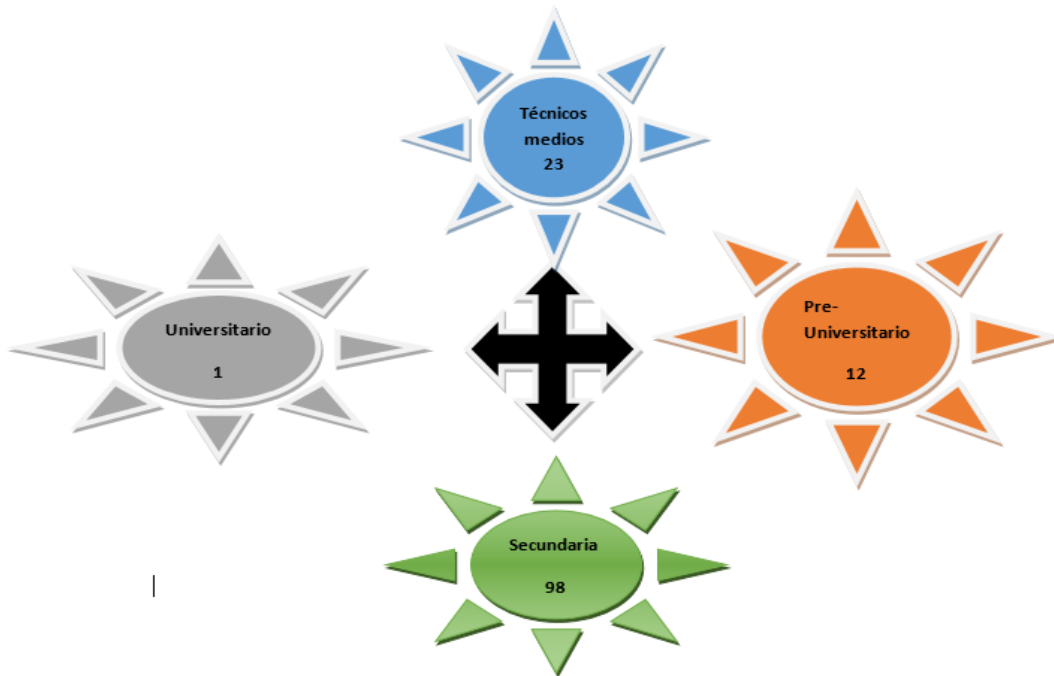 Técnicos
medios
23
Universitario
1
Pre-
Universitario
12
Secundaria
98